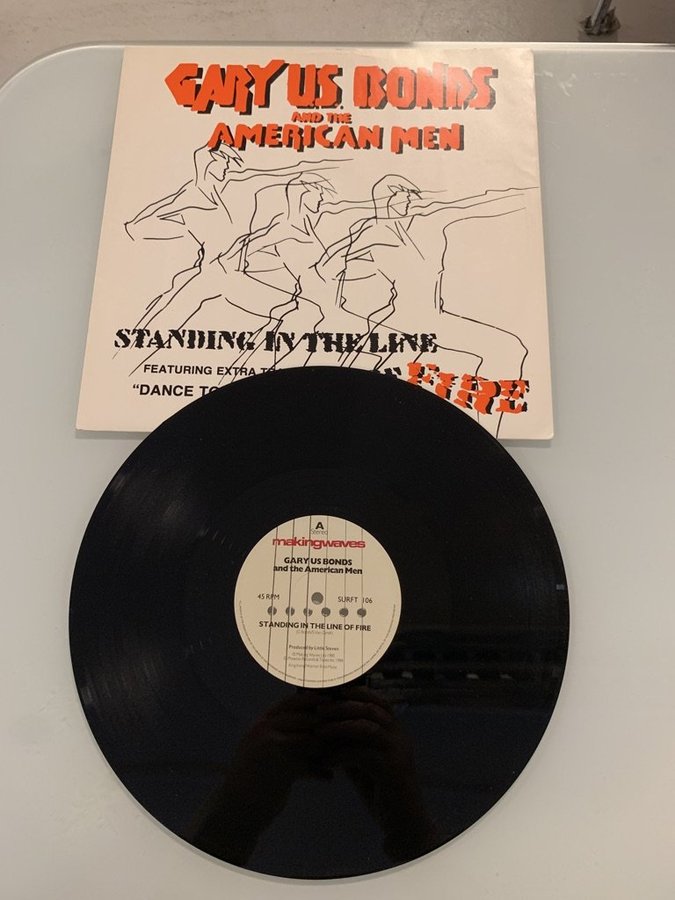 GARY U.S. BONDS
AND THE
AMERICAN MEN
STANDING IN THE LINE
FIRE
FEATURING EXTRA
"DANCE TO
A
Stereo
makingwaves
GARY US BONDS
and the American Men
45 RPM
SURFT 106
STANDING IN THE LINE OF FIRE
Produced by Little Steven